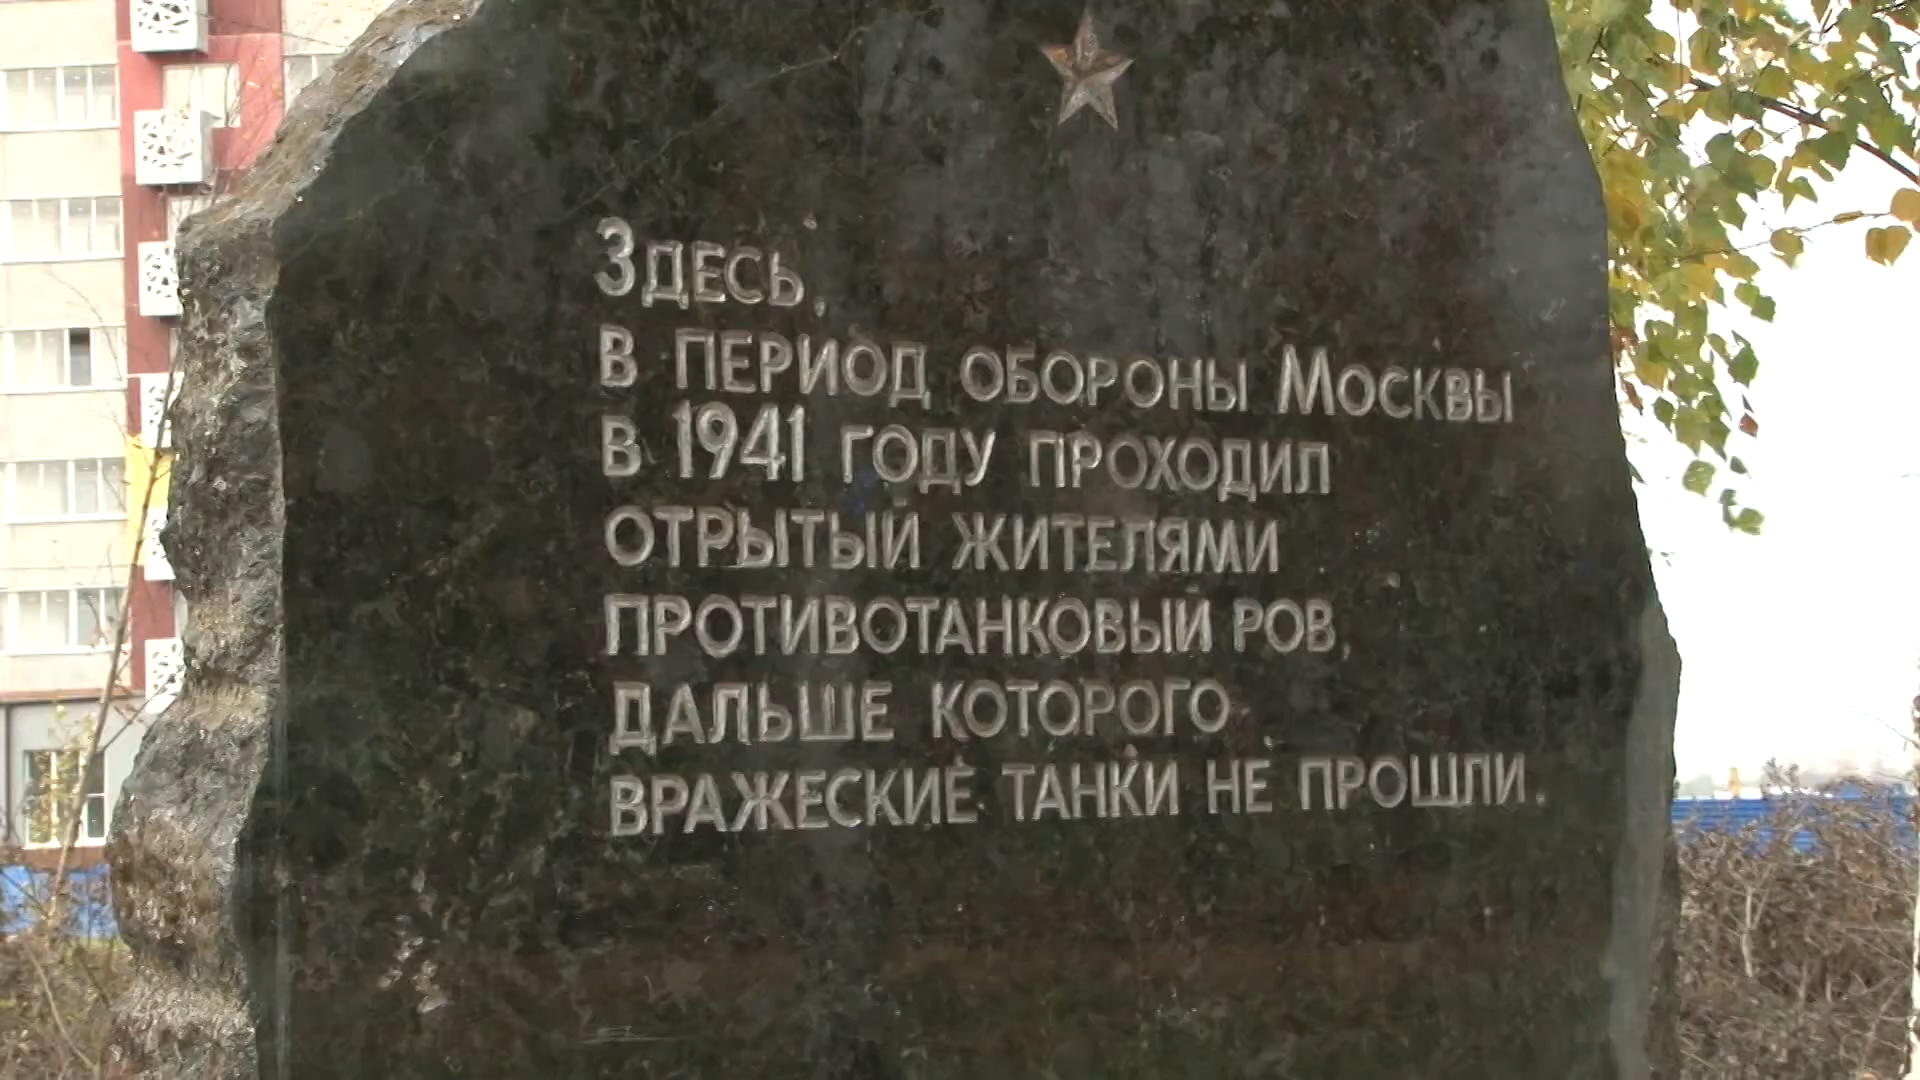 Здесь,
в период обороны Москвы
в 1941 году проходил
отрытый жителями
противотанковый ров,
дальше которого
вражеские танки не прошли.